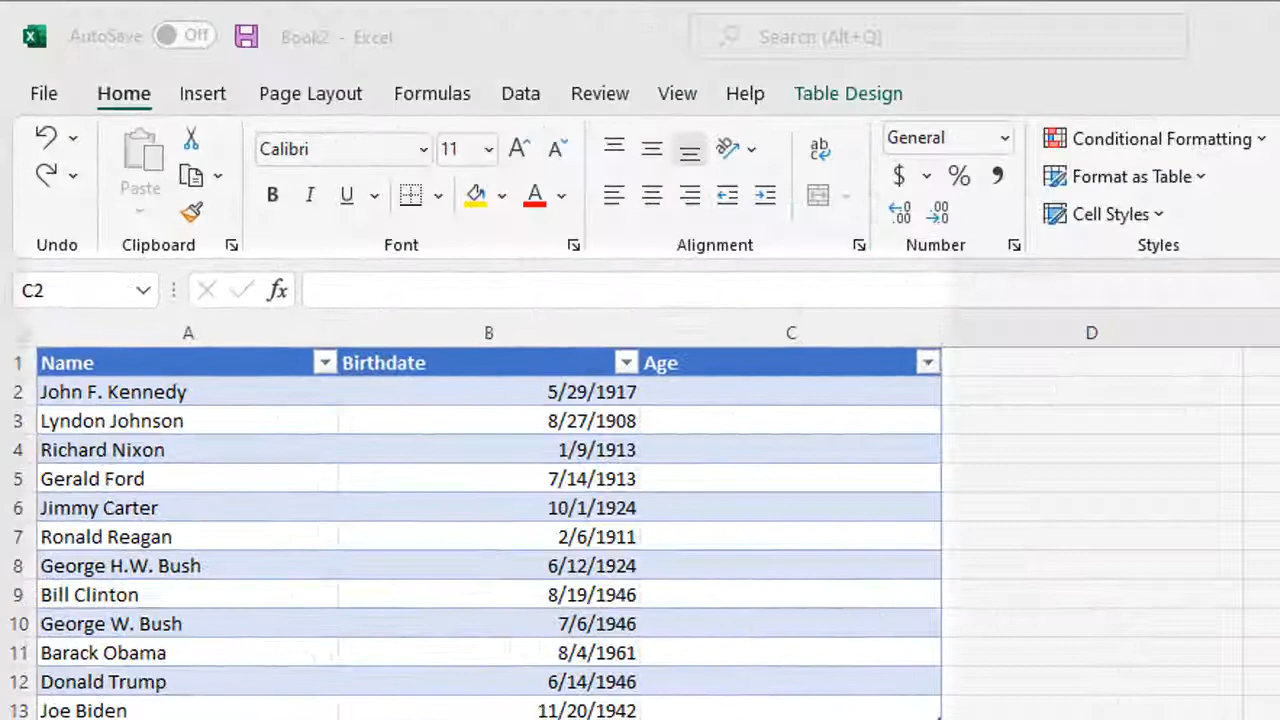 AutoSave Off Book2 - Excel Search (Alt+Q)
File Home Insert Page Layout Formulas Data Review View Help Table Design
Calibri 11 ab General Conditional Formatting
Paste B I U A $ % Format as Table
.00 .00 Cell Styles
Undo Clipboard Font Alignment Number Styles
C2 fx
A B C D
1 Name Birthdate Age
2 John F. Kennedy 5/29/1917
3 Lyndon Johnson 8/27/1908
4 Richard Nixon 1/9/1913
5 Gerald Ford 7/14/1913
6 Jimmy Carter 10/1/1924
7 Ronald Reagan 2/6/1911
8 George H.W. Bush 6/12/1924
9 Bill Clinton 8/19/1946
10 George W. Bush 7/6/1946
11 Barack Obama 8/4/1961
12 Donald Trump 6/14/1946
13 Joe Biden 11/20/1942